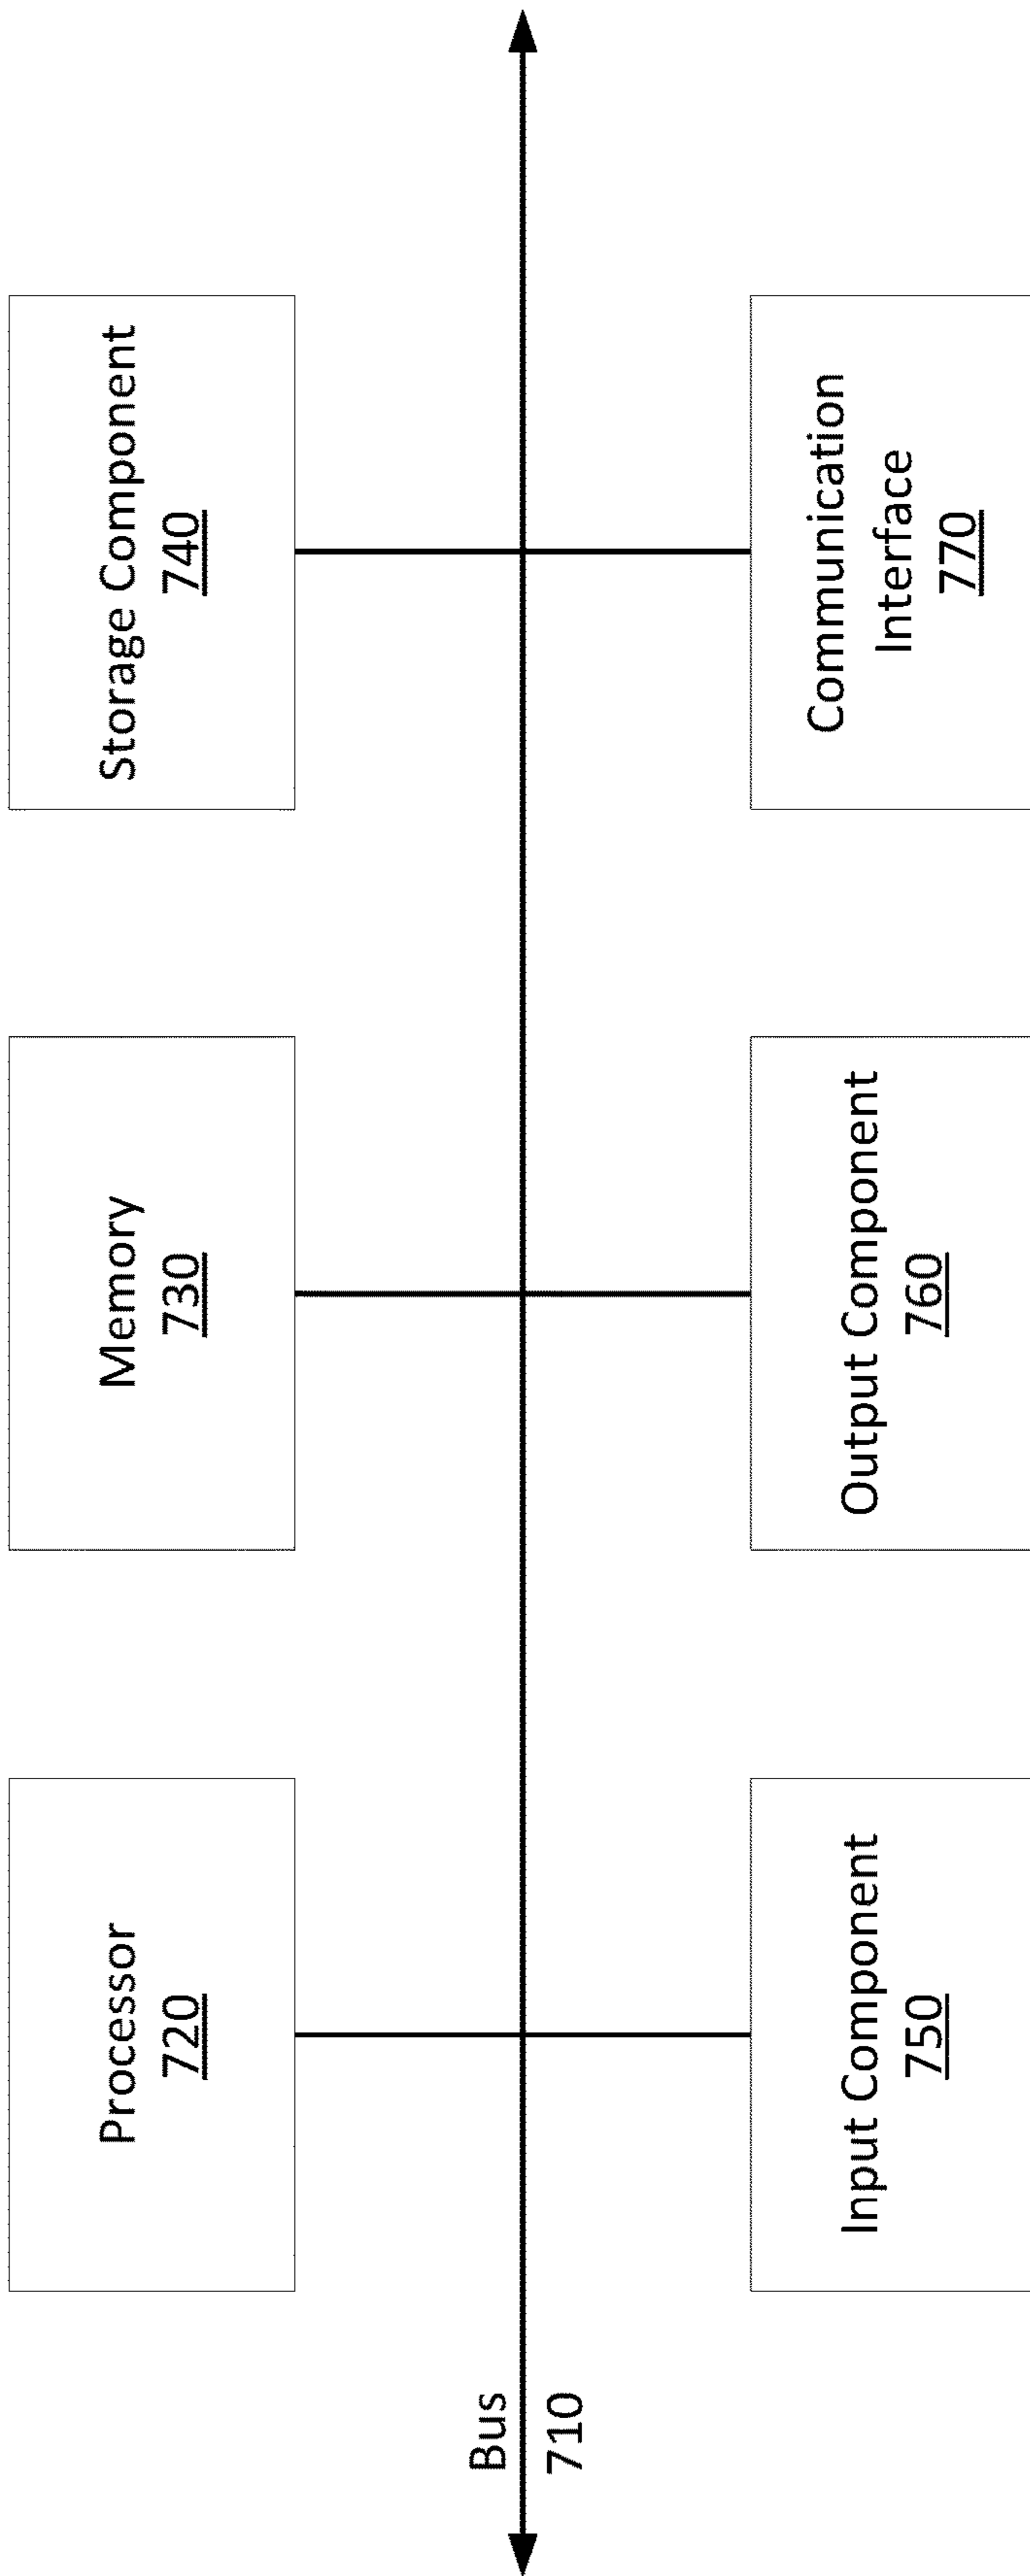 Processor
720
Memory
730
Storage Component
740
Bus
710
Input Component
750
Output Component
760
Communication
Interface
770